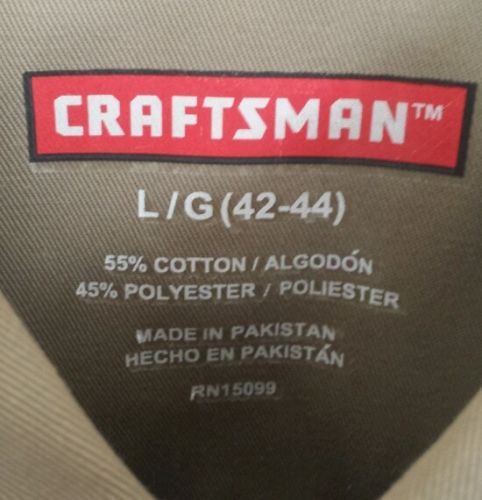 CRAFTSMAN™
L/G (42-44)
55% COTTON / ALGODÓN
45% POLYESTER / POLIESTER
MADE IN PAKISTAN
HECHO EN PAKISTÁN
RN15099